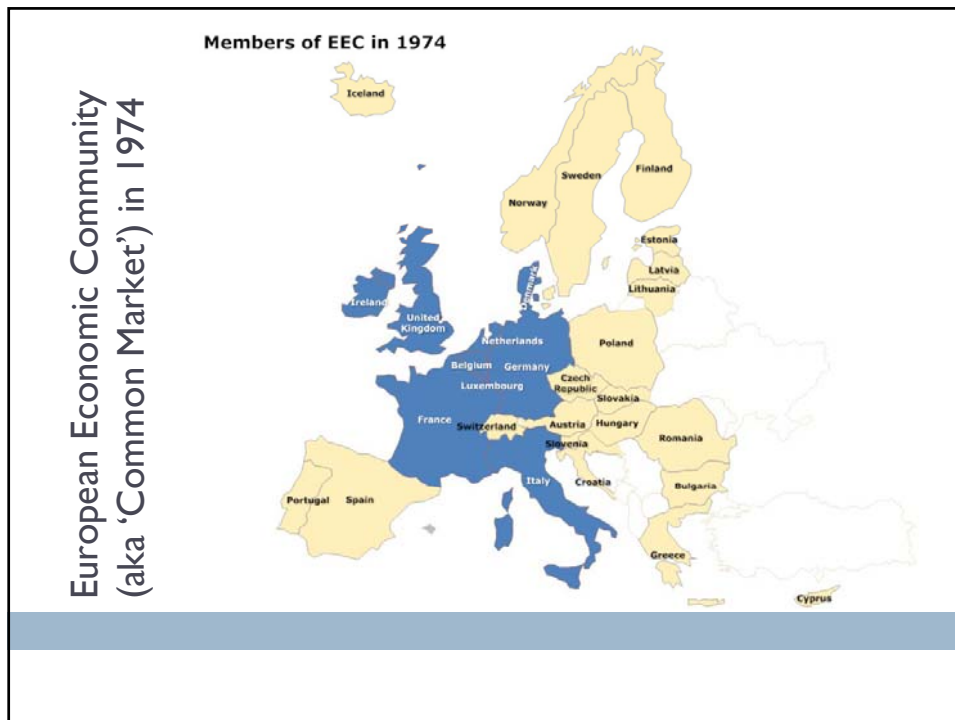 European Economic Community
(aka ‘Common Market’) in 1974
Members of EEC in 1974
Iceland
Finland
Sweden
Norway
Estonia
Latvia
Lithuania
Denmark
Ireland
United
Kingdom
Netherlands
Poland
Belgium
Germany
Luxembourg
Czech
Republic
Slovakia
France
Switzerland
Austria
Hungary
Romania
Slovenia
Italy
Croatia
Bulgaria
Portugal
Spain
Greece
Cyprus